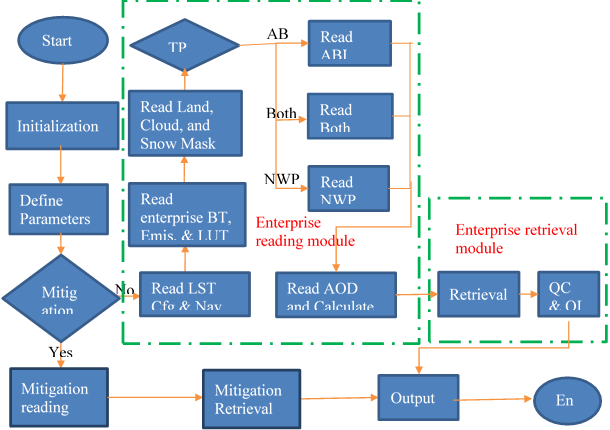 Start
Initialization
Define
Parameters
Mitig
ation
No
Yes
Mitigation
reading
Mitigation
Retrieval
Output
En
Read LST
Cfg & Nav
Read
enterprise BT,
Emis. & LUT
Read Land,
Cloud, and
Snow Mask
TP
AB
Both
NWP
Read
ABI
Read
Both
Read
NWP
Enterprise
reading module
Read AOD
and Calculate
Enterprise retrieval
module
Retrieval
QC